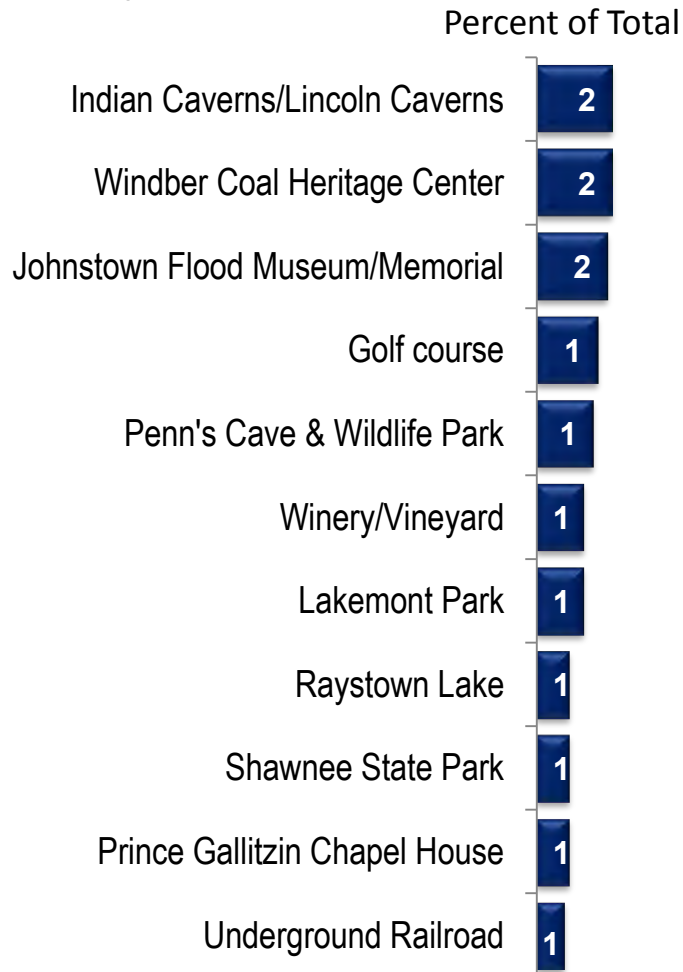 Percent of Total
Indian Caverns/Lincoln Caverns 2
Windber Coal Heritage Center 2
Johnstown Flood Museum/Memorial 2
Golf course 1
Penn's Cave & Wildlife Park 1
Winery/Vineyard 1
Lakemont Park 1
Raystown Lake 1
Shawnee State Park 1
Prince Gallitzin Chapel House 1
Underground Railroad 1